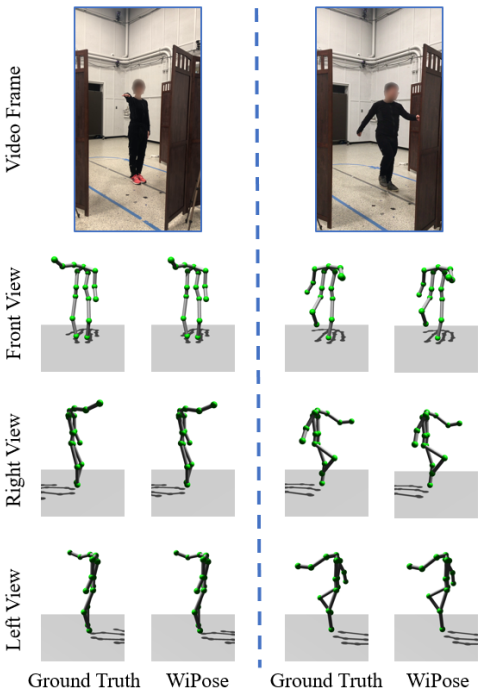 Video Frame
Front View
Right View
Left View
Ground Truth
WiPose
Ground Truth
WiPose